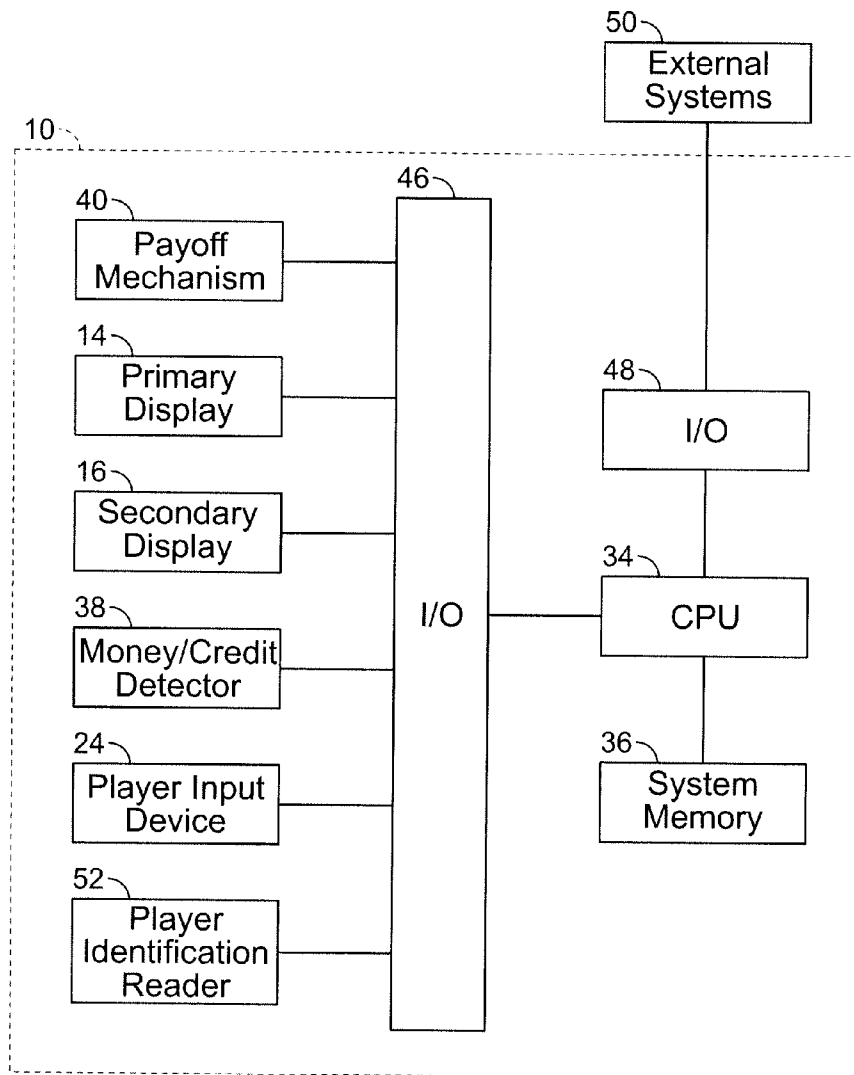 50
External
Systems
10
46
40
Payoff
Mechanism
14
Primary
Display
48
I/O
16
Secondary
Display
34
CPU
I/O
38
Money/Credit
Detector
24
Player Input
Device
36
System
Memory
52
Player
Identification
Reader